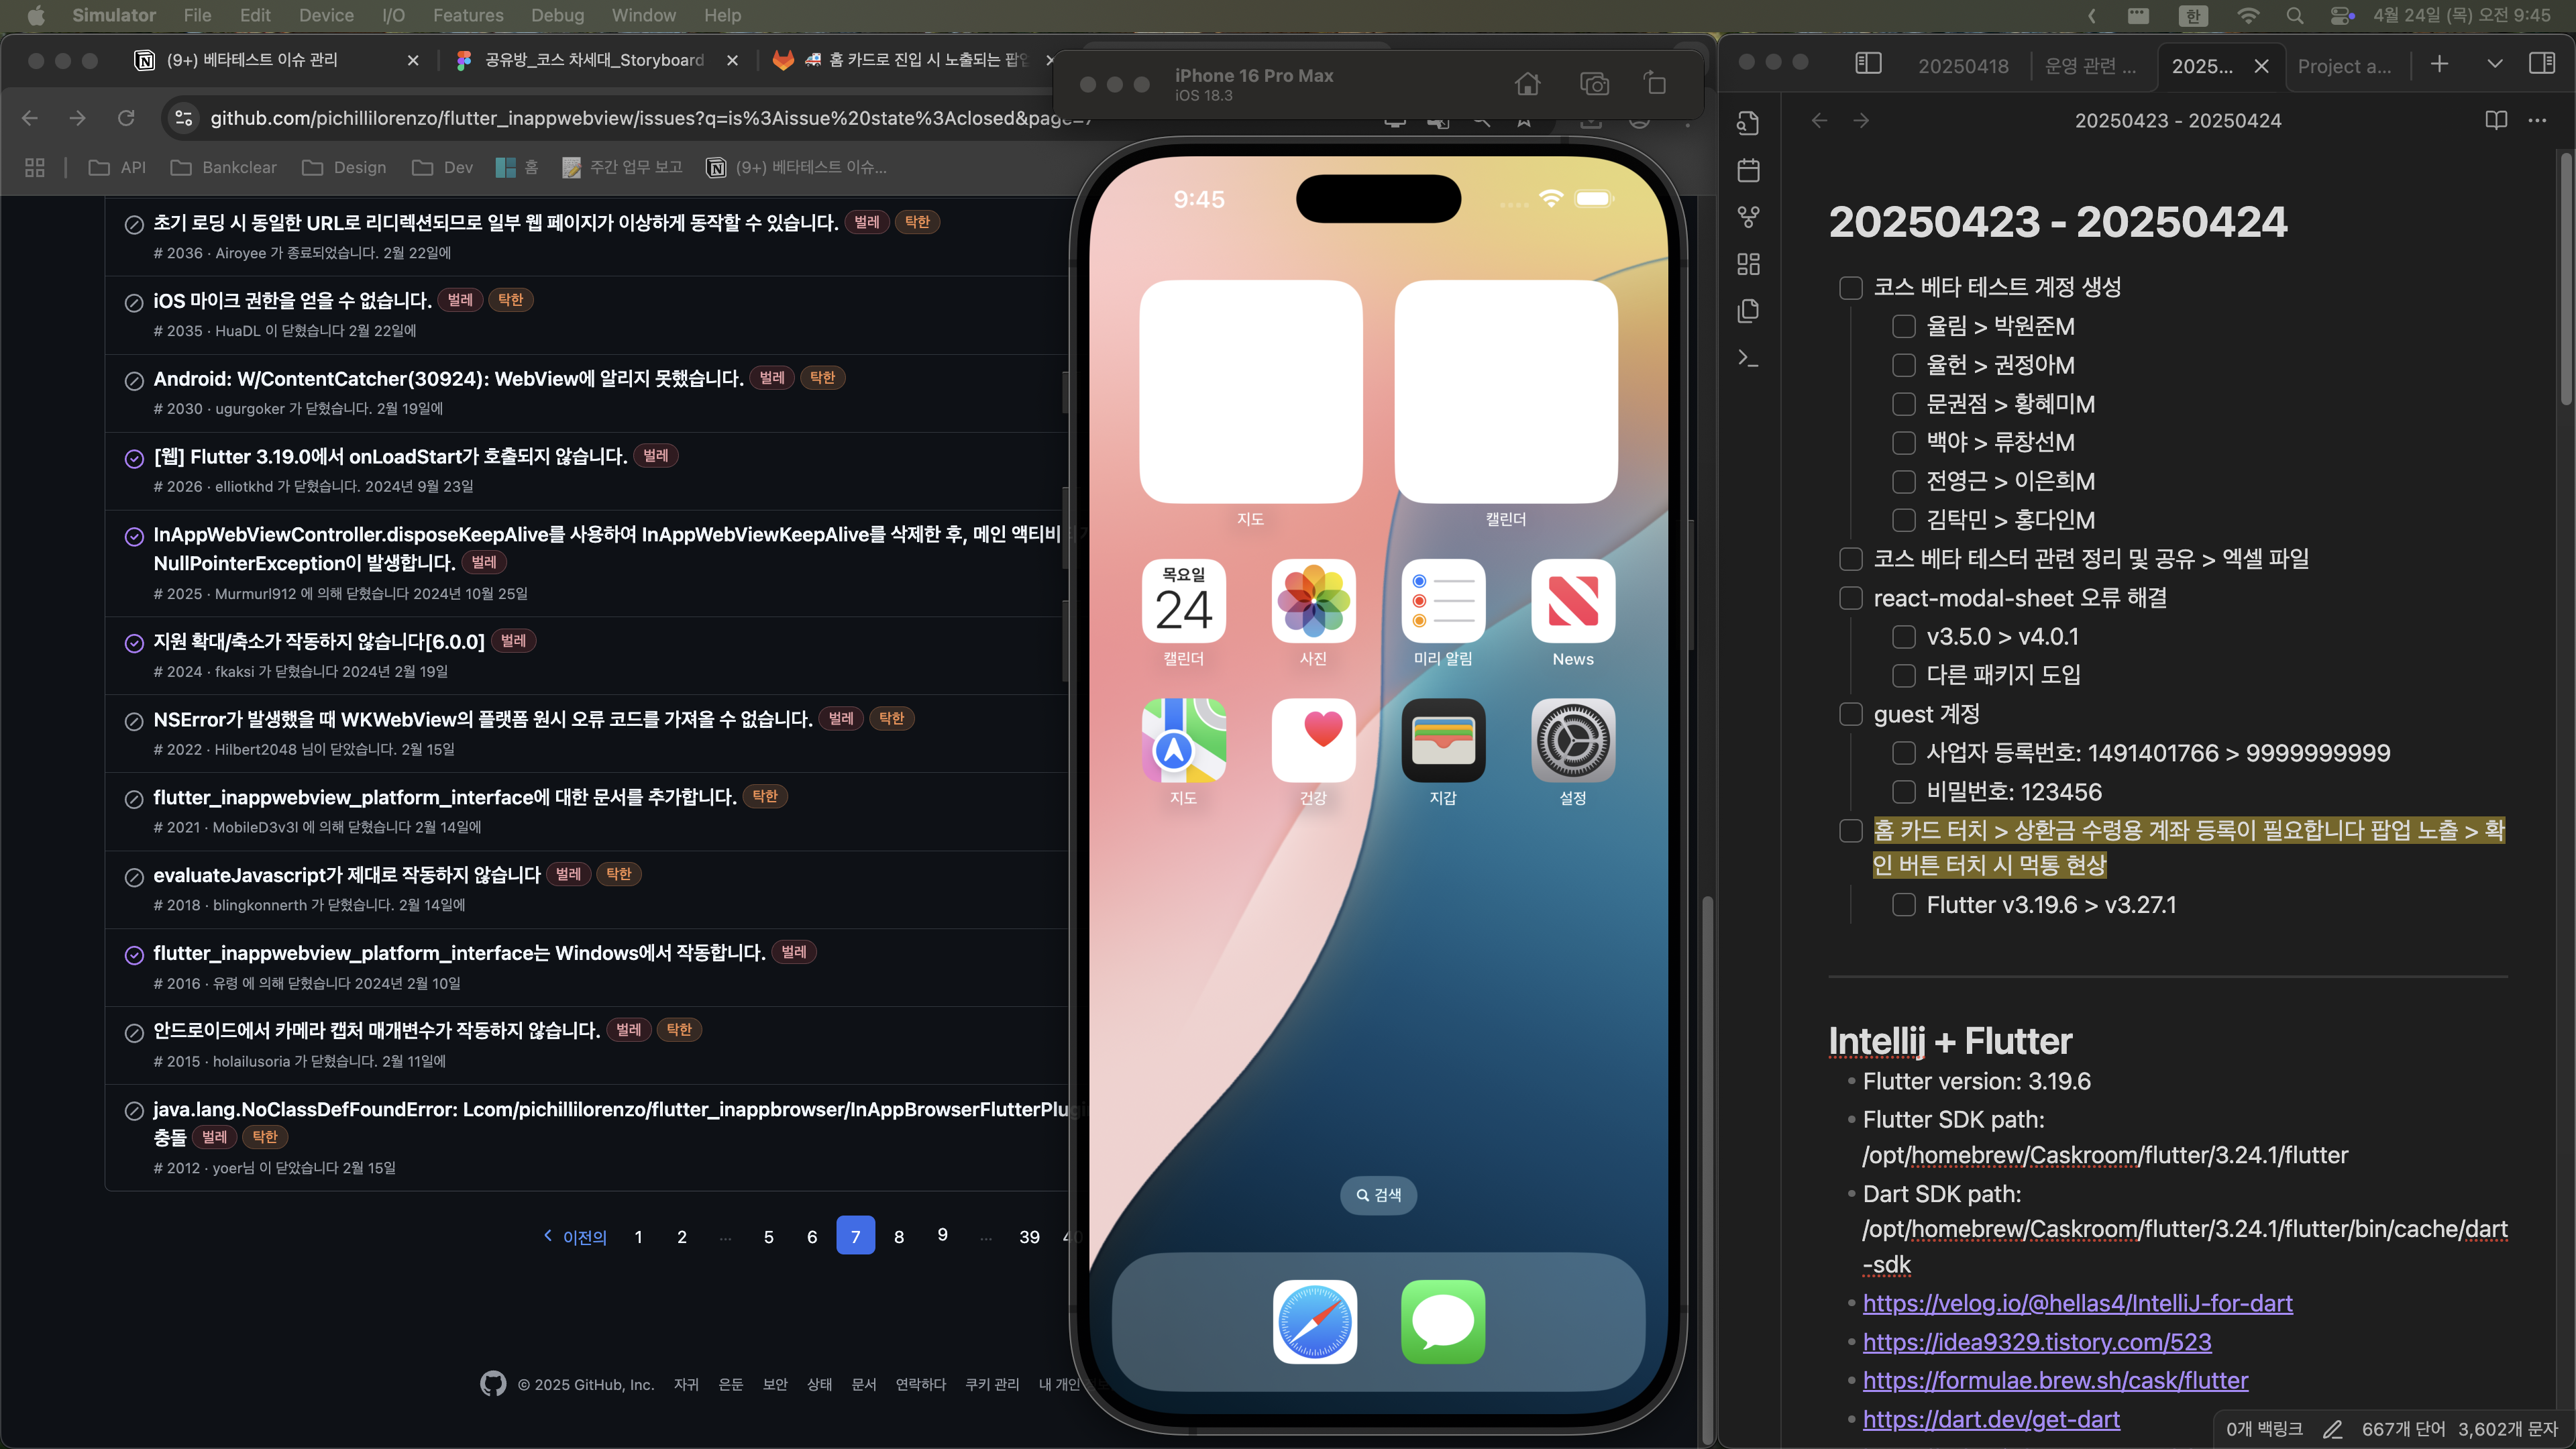 Simulator File Edit Device I/O Features Debug Window Help
한 4월 24일 (목) 오전 9:45
(9+) 베타테스트 이슈 관리
공유방_코스 차세대_Storyboard
홈 카드로 진입 시 노출되는 팝업
github.com/pichillilorenzo/flutter_inappwebview/issues?q=is%3Aissue%20state%3Aclosed&page=7
API Bankclear Design Dev 홈 주간 업무 보고 (9+) 베타테스트 이슈...
초기 로딩 시 동일한 URL로 리디렉션되므로 일부 웹 페이지가 이상하게 동작할 수 있습니다. 벌레 탁한
# 2036 · Airoyee 가 종료되었습니다. 2월 22일에
iOS 마이크 권한을 얻을 수 없습니다. 벌레 탁한
# 2035 · HuaDL 이 닫혔습니다 2월 22일에
Android: W/ContentCatcher(30924): WebView에 알리지 못했습니다. 벌레 탁한
# 2030 · ugurgoker 가 닫혔습니다. 2월 19일에
[웹] Flutter 3.19.0에서 onLoadStart가 호출되지 않습니다. 벌레
# 2026 · elliotkhd 가 닫혔습니다. 2024년 9월 23일
InAppWebViewController.disposeKeepAlive를 사용하여 InAppWebViewKeepAlive를 삭제한 후, 메인 액티비
NullPointerException이 발생합니다. 벌레
# 2025 · Murmurl912 에 의해 닫혔습니다 2024년 10월 25일
지원 확대/축소가 작동하지 않습니다[6.0.0] 벌레
# 2024 · fkaksi 가 닫혔습니다 2024년 2월 19일
NSError가 발생했을 때 WKWebView의 플랫폼 원시 오류 코드를 가져올 수 없습니다. 벌레 탁한
# 2022 · Hilbert2048 님이 닫았습니다. 2월 15일
flutter_inappwebview_platform_interface에 대한 문서를 추가합니다. 탁한
# 2021 · MobileD3v3l 에 의해 닫혔습니다 2월 14일에
evaluateJavascript가 제대로 작동하지 않습니다 벌레 탁한
# 2018 · blingkonnerth 가 닫혔습니다. 2월 14일에
flutter_inappwebview_platform_interface는 Windows에서 작동합니다. 벌레
# 2016 · 유령 에 의해 닫혔습니다 2024년 2월 10일
안드로이드에서 카메라 캡처 매개변수가 작동하지 않습니다. 벌레 탁한
# 2015 · holailusoria 가 닫혔습니다. 2월 11일에
java.lang.NoClassDefFoundError: Lcom/pichillilorenzo/flutter_inappbrowser/InAppBrowserFlutterPlugin
충돌 벌레 탁한
# 2012 · yoer님 이 닫았습니다 2월 15일
이전의 1 2 ... 5 6 7 8 9 ... 39 40
© 2025 GitHub, Inc. 자귀 은둔 보안 상태 문서 연락하다 쿠키 관리 내 개인
iPhone 16 Pro Max
iOS 18.3
9:45
지도 캘린더
목요일
24
캘린더 사진 미리 알림 News
지도 건강 지갑 설정
검색
20250418 운영 관련 ... 2025... Project a...
20250423 - 20250424
20250423 - 20250424
코스 베타 테스트 계정 생성
율림 > 박원준M
율헌 > 권정아M
문권점 > 황혜미M
백야 > 류창선M
전영근 > 이은희M
김탁민 > 홍다인M
코스 베타 테스터 관련 정리 및 공유 > 엑셀 파일
react-modal-sheet 오류 해결
v3.5.0 > v4.0.1
다른 패키지 도입
guest 계정
사업자 등록번호: 1491401766 > 9999999999
비밀번호: 123456
홈 카드 터치 > 상환금 수령용 계좌 등록이 필요합니다 팝업 노출 > 확
인 버튼 터치 시 먹통 현상
Flutter v3.19.6 > v3.27.1
Intellij + Flutter
Flutter version: 3.19.6
Flutter SDK path:
/opt/homebrew/Caskroom/flutter/3.24.1/flutter
Dart SDK path:
/opt/homebrew/Caskroom/flutter/3.24.1/flutter/bin/cache/dart
-sdk
https://velog.io/@hellas4/IntelliJ-for-dart
https://idea9329.tistory.com/523
https://formulae.brew.sh/cask/flutter
https://dart.dev/get-dart
0개 백링크 667개 단어 3,602개 문자